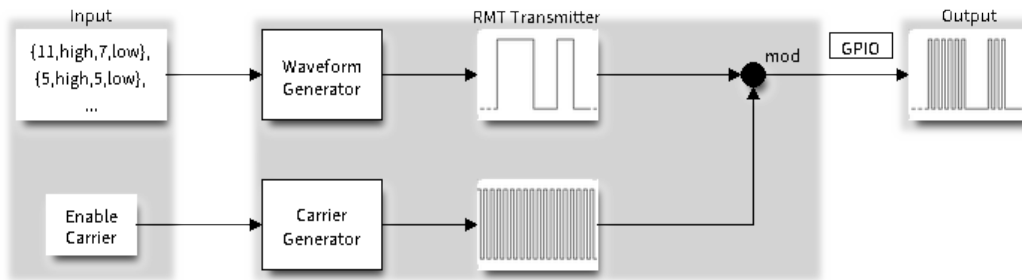 Input
RMT Transmitter
Output
{11,high,7,low},
{5,high,5,low},
...
Waveform
Generator
mod
GPIO
Enable
Carrier
Carrier
Generator